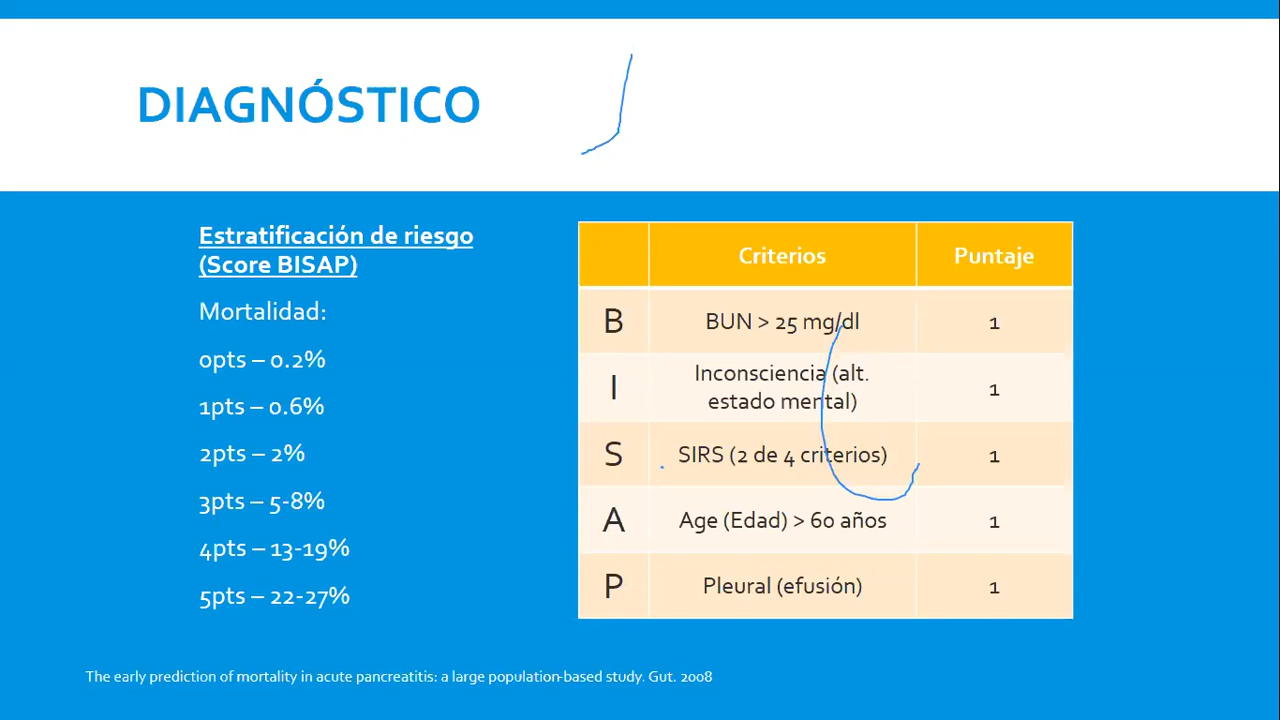 DIAGNÓSTICO
Estratificación de riesgo
(Score BISAP)
Mortalidad:
0pts – 0.2%
1pts – 0.6%
2pts – 2%
3pts – 5-8%
4pts – 13-19%
5pts – 22-27%
Criterios Puntaje
B BUN > 25 mg/dl 1
I Inconsciencia (alt. estado mental) 1
S SIRS (2 de 4 criterios) 1
A Age (Edad) > 60 años 1
P Pleural (efusión) 1
The early prediction of mortality in acute pancreatitis: a large population-based study. Gut. 2008